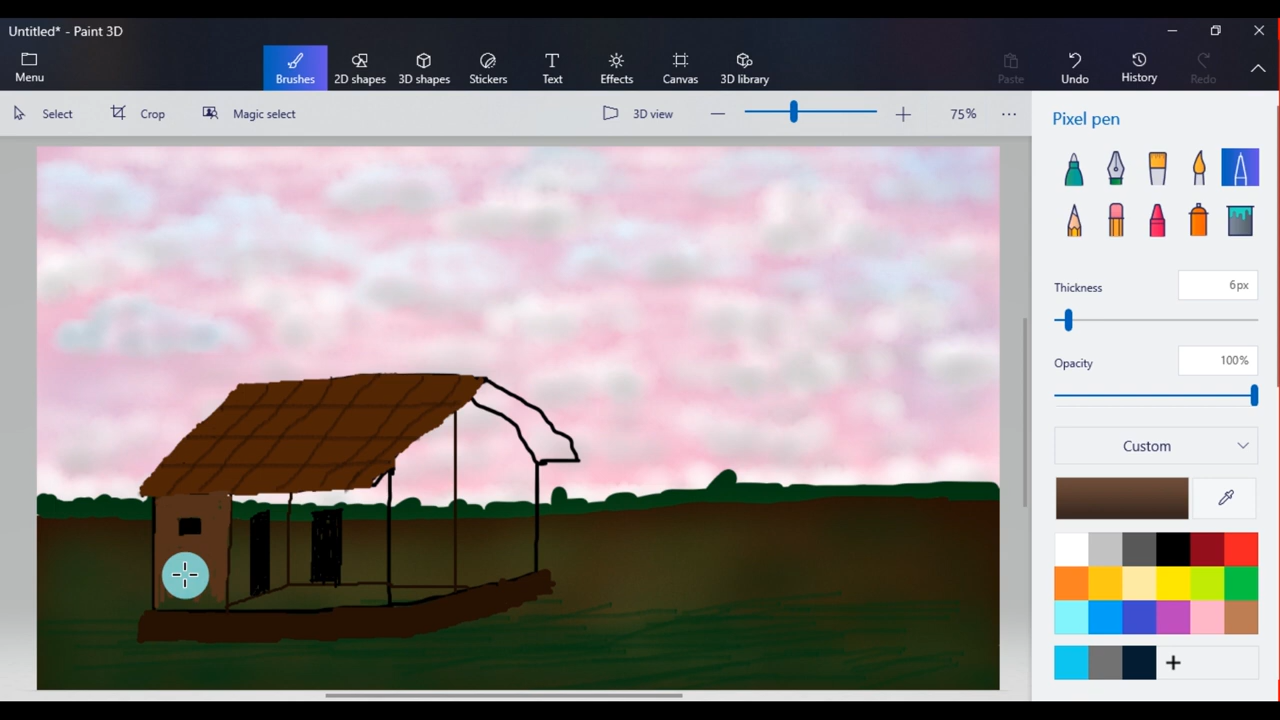 Untitled* - Paint 3D
Menu
Brushes
2D shapes
3D shapes
Stickers
Text
Effects
Canvas
3D library
Paste
Undo
History
Redo
Select
Crop
Magic select
3D view
75%
Pixel pen
Thickness
6px
Opacity
100%
Custom